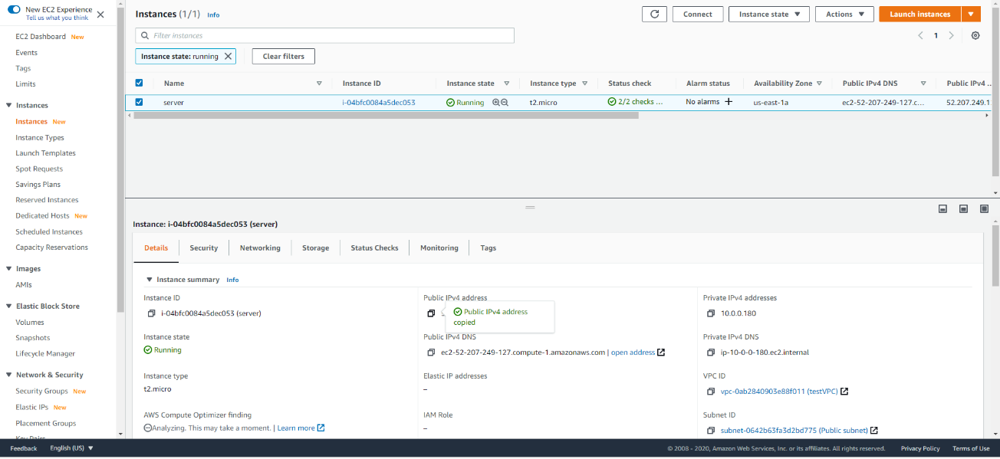 New EC2 Experience
Tell us what you think
EC2 Dashboard New
Events
Tags
Limits
Instances
Instances New
Instance Types
Launch Templates
Spot Requests
Savings Plans
Reserved Instances
Dedicated Hosts New
Scheduled Instances
Capacity Reservations
Images
AMIs
Elastic Block Store
Volumes
Snapshots
Lifecycle Manager
Network & Security
Security Groups New
Elastic IPs New
Placement Groups
Key Pairs
Instances (1/1) Info
Connect
Instance state
Actions
Launch instances
Filter instances
1
Instance state: running
Clear filters
Name Instance ID Instance state Instance type Status check Alarm status Availability Zone Public IPv4 DNS Public IPv4 ..
server i-04bfc0084a5dec053 Running t2.micro 2/2 checks ... No alarms us-east-1a ec2-52-207-249-127.c... 52.207.249.1
Instance: i-04bfc0084a5dec053 (server)
Details Security Networking Storage Status Checks Monitoring Tags
Instance summary Info
Instance ID
i-04bfc0084a5dec053 (server)
Instance state
Running
Instance type
t2.micro
AWS Compute Optimizer finding
Analyzing. This may take a moment. | Learn more
Public IPv4 address
Public IPv4 address
copied
Public IPv4 DNS
ec2-52-207-249-127.compute-1.amazonaws.com | open address
Elastic IP addresses
–
IAM Role
–
Private IPv4 addresses
10.0.0.180
Private IPv4 DNS
ip-10-0-0-180.ec2.internal
VPC ID
vpc-0ab2840903e88f011 (testVPC)
Subnet ID
subnet-0642b63fa3d2bd775 (Public subnet)
Feedback English (US) © 2008 - 2020, Amazon Web Services, Inc. or its affiliates. All rights reserved. Privacy Policy Terms of Use